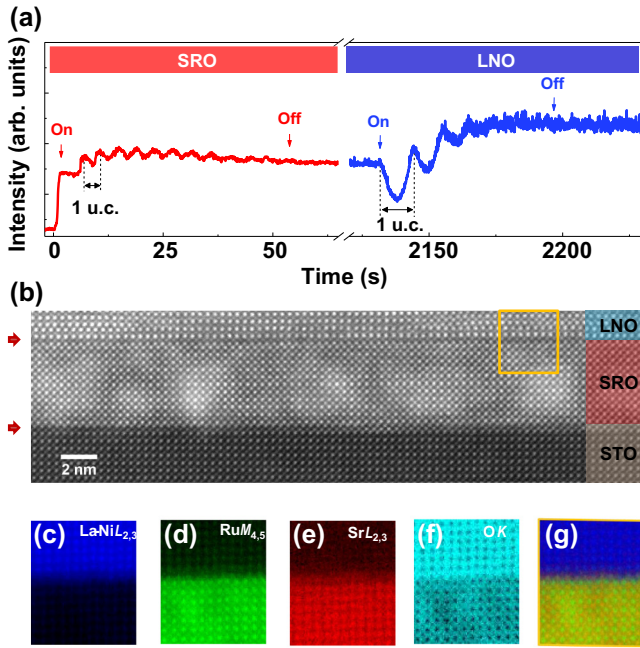 (a)
Intensity (arb. units)
SRO
LNO
On
Off
On
Off
1 u.c.
1 u.c.
0
25
50
2150
2200
Time (s)
(b)
LNO
SRO
STO
2 nm
(c) La-NiL2,3
(d) RuM4,5
(e) SrL2,3
(f) OK
(g)